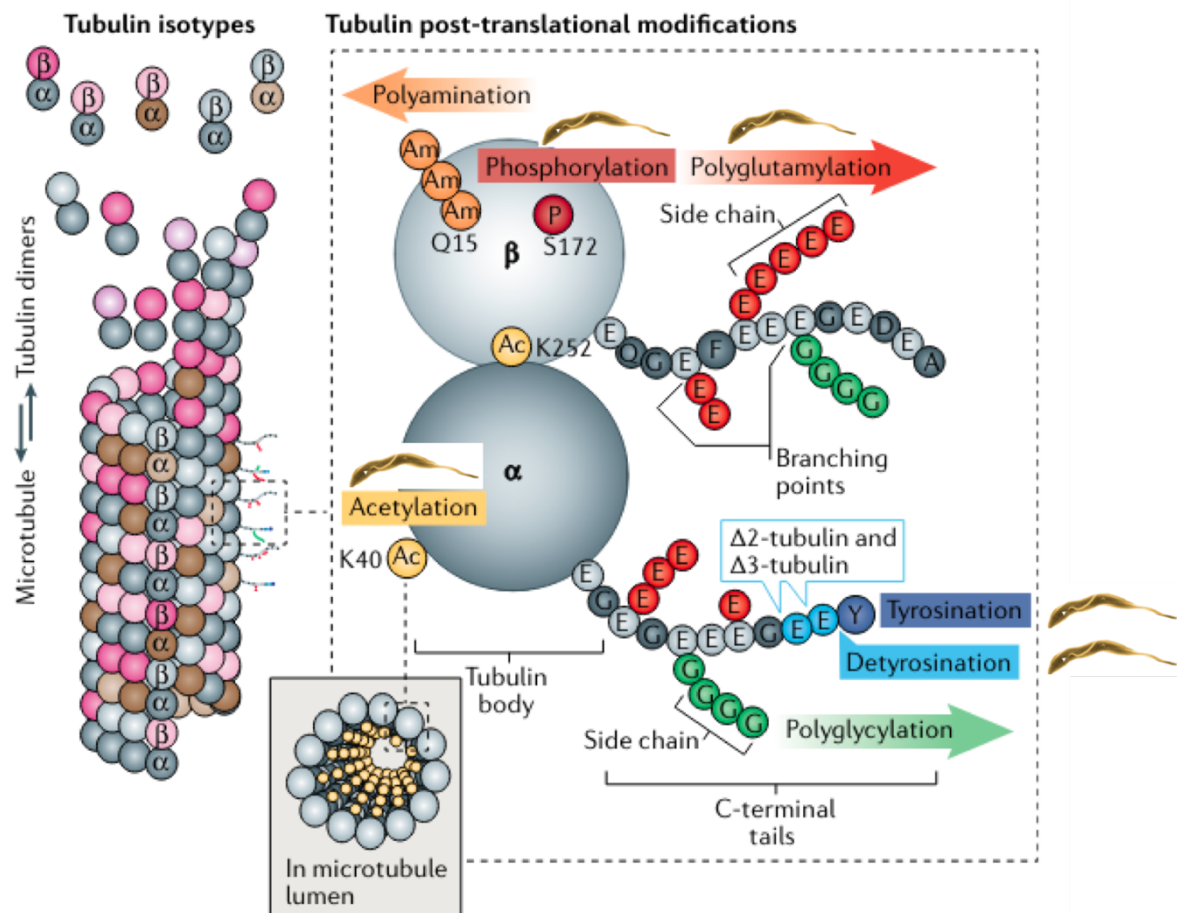 Tubulin isotypes
Tubulin post-translational modifications
β
α
β
α
β
α
β
α
β
α
Tubulin dimers
Microtubule
β
α
β
α
β
α
β
α
β
α
β
α
Polyamination
Phosphorylation
Polyglutamylation
Am
Am
Am
Q15
P
S172
β
Side chain
E E E E E
Ac
K252
E Q G E F E E E G E D E A
E E
G G G G
Branching
points
α
Acetylation
K40
Ac
Δ2-tubulin and
Δ3-tubulin
E E E
E
E G E G E E E G E E Y
Tyrosination
Detyrosination
G G G G
Tubulin
body
Side chain
Polyglycylation
C-terminal
tails
In microtubule
lumen